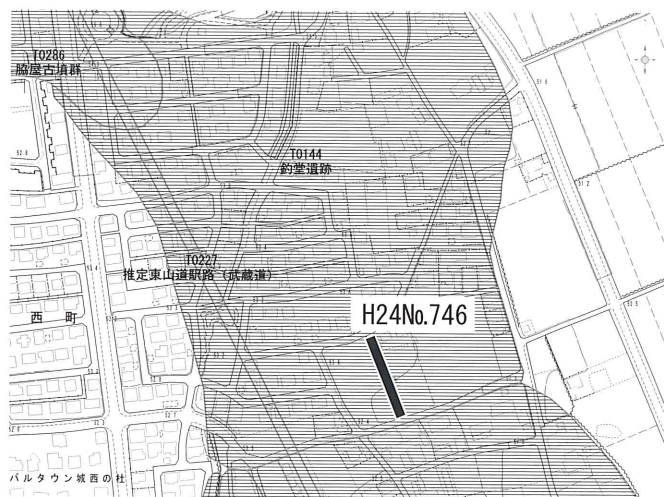 T0286
脇屋古墳群
T0144
釣堂遺跡
T0227
推定東山道駅路（武蔵道）
H24No.746
西 町
パルタウン城西の杜